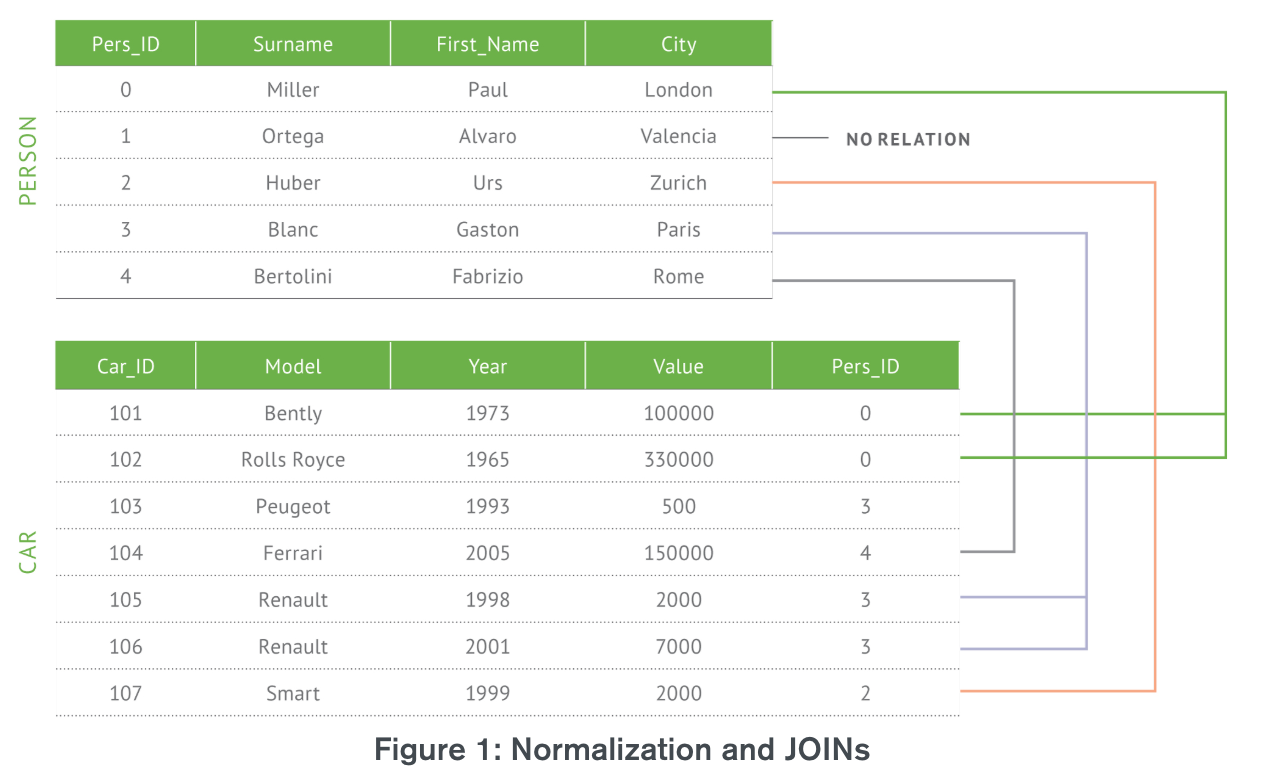 PERSON
Pers_ID Surname First_Name City
0 Miller Paul London
1 Ortega Alvaro Valencia NO RELATION
2 Huber Urs Zurich
3 Blanc Gaston Paris
4 Bertolini Fabrizio Rome
CAR
Car_ID Model Year Value Pers_ID
101 Bently 1973 100000 0
102 Rolls Royce 1965 330000 0
103 Peugeot 1993 500 3
104 Ferrari 2005 150000 4
105 Renault 1998 2000 3
106 Renault 2001 7000 3
107 Smart 1999 2000 2
Figure 1: Normalization and JOINs